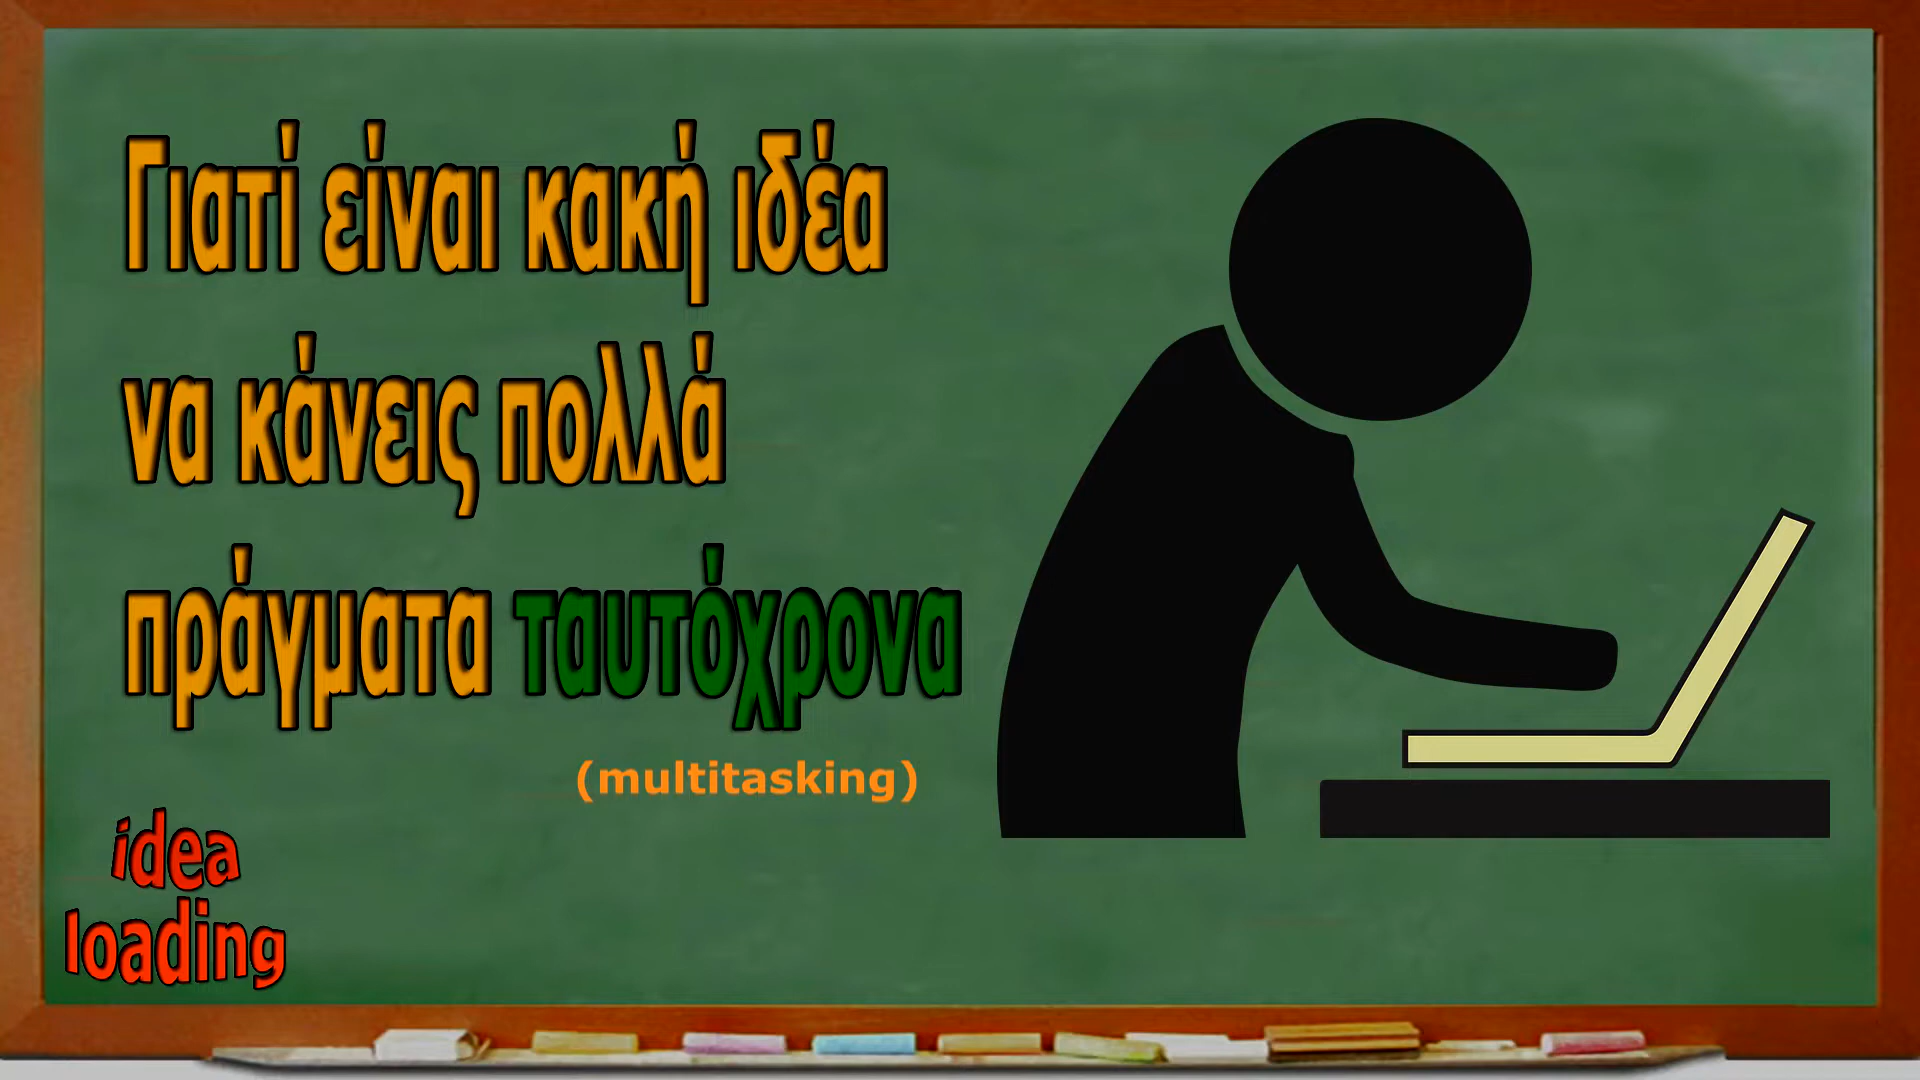 Γιατί είναι κακή ιδέα
να κάνεις πολλά
πράγματα ταυτόχρονα
(multitasking)
idea
loading